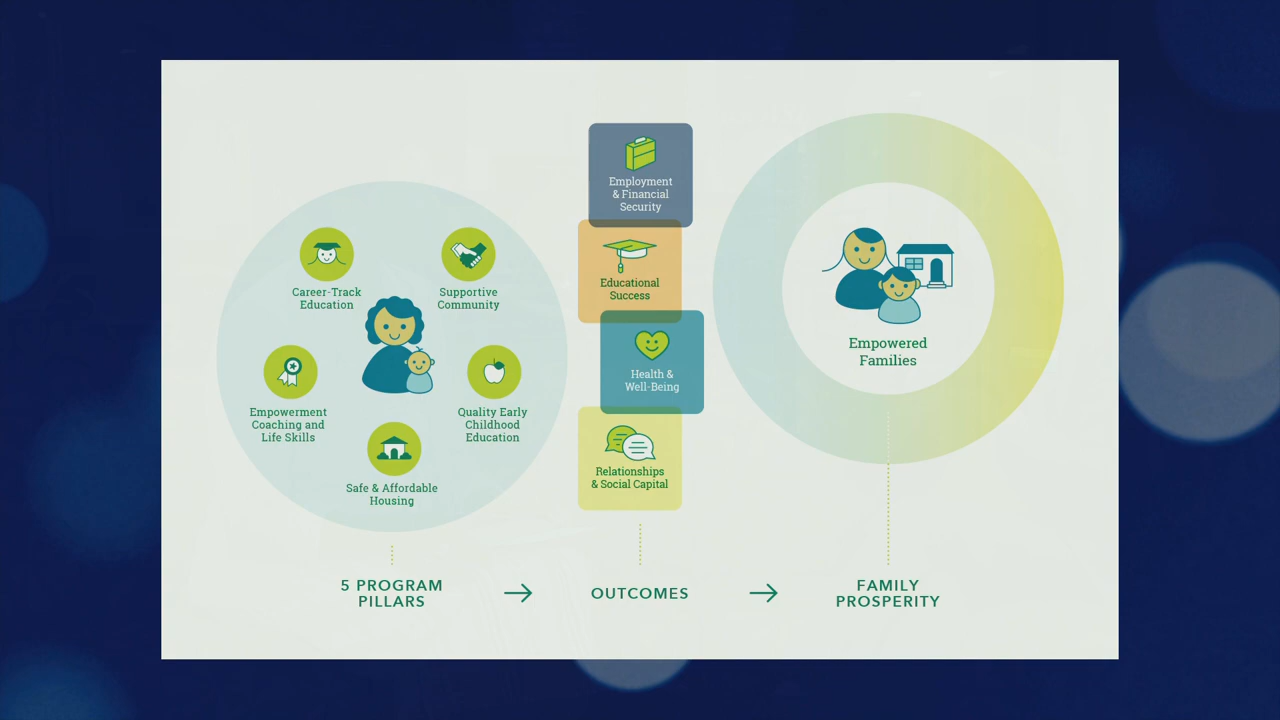 Career-Track
Education
Supportive
Community
Empowerment
Coaching and
Life Skills
Quality Early
Childhood
Education
Safe & Affordable
Housing
5 PROGRAM
PILLARS
Employment
& Financial
Security
Educational
Success
Health &
Well-Being
Relationships
& Social Capital
OUTCOMES
Empowered
Families
FAMILY
PROSPERITY